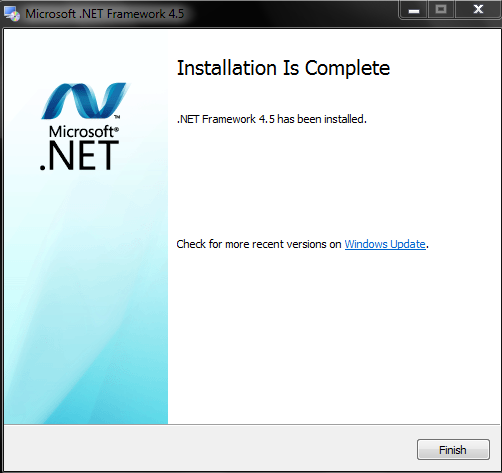 Microsoft .NET Framework 4.5
Installation Is Complete
Microsoft®
.NET
.NET Framework 4.5 has been installed.
Check for more recent versions on Windows Update.
Finish